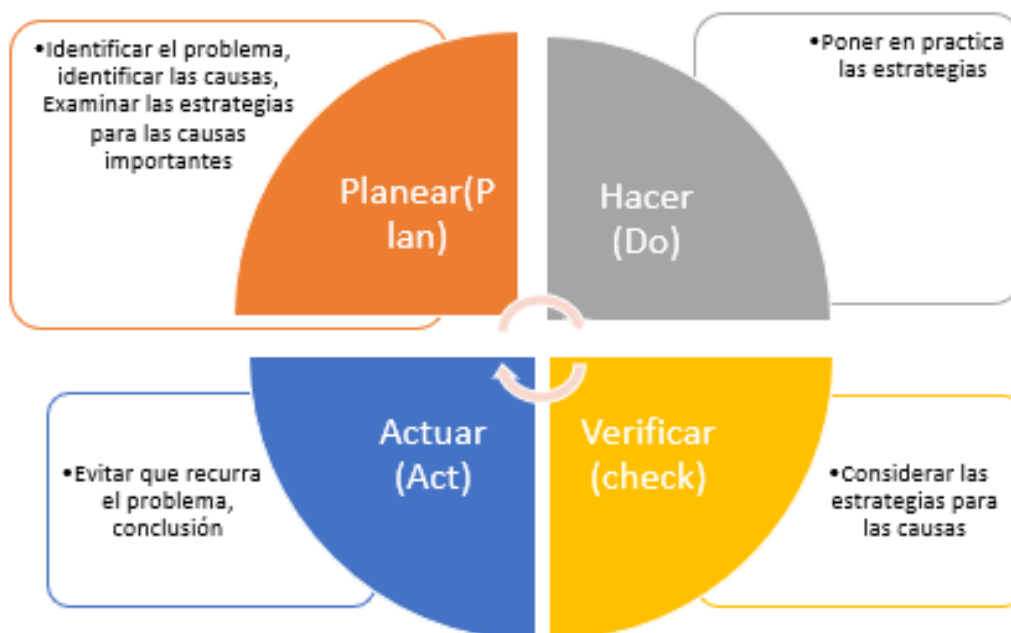 •Identificar el problema,
identificar las causas,
Examinar las estrategias
para las causas
importantes
Planear(P
lan)
•Poner en practica
las estrategias
Hacer
(Do)
•Evitar que recurra
el problema,
conclusión
Actuar
(Act)
Verificar
(check)
•Considerar las
estrategias para
las causas